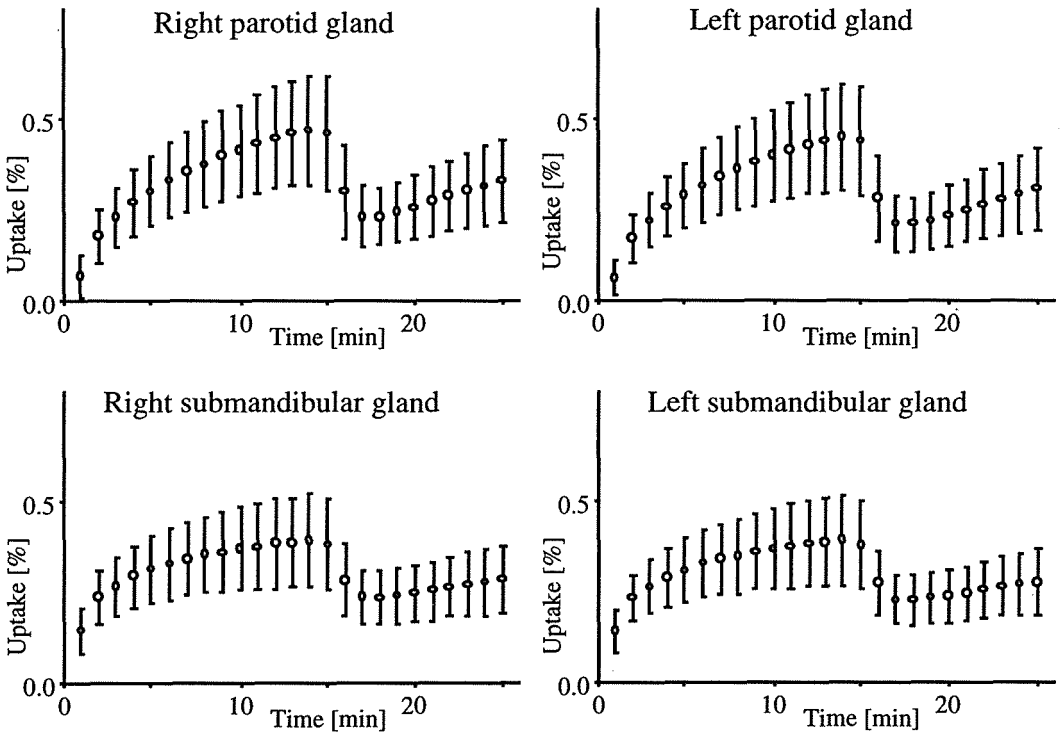 Right parotid gland
Uptake [%]
0.5
0.0
0
10
20
Time [min]
Left parotid gland
Uptake [%]
0.5
0.0
0
10
20
Time [min]
Right submandibular gland
Uptake [%]
0.5
0.0
0
10
20
Time [min]
Left submandibular gland
Uptake [%]
0.5
0.0
0
10
20
Time [min]